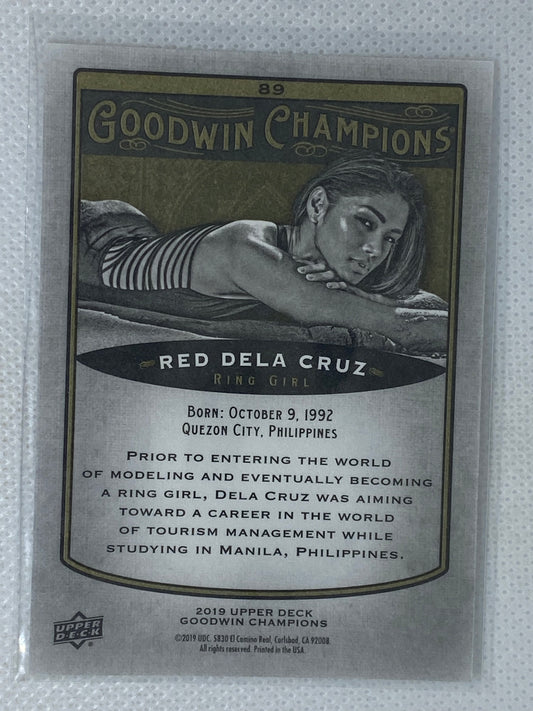 89
GOODWIN CHAMPIONS®
RED DELA CRUZ
RING GIRL
BORN: OCTOBER 9, 1992
QUEZON CITY, PHILIPPINES
PRIOR TO ENTERING THE WORLD
OF MODELING AND EVENTUALLY BECOMING
A RING GIRL, DELA CRUZ WAS AIMING
TOWARD A CAREER IN THE WORLD
OF TOURISM MANAGEMENT WHILE
STUDYING IN MANILA, PHILIPPINES.
2019 UPPER DECK
GOODWIN CHAMPIONS
UPPER
D·E·C·K®
©2019 UDC. 5830 El Camino Real, Carlsbad, CA 92008.
All rights reserved. Printed in the USA.